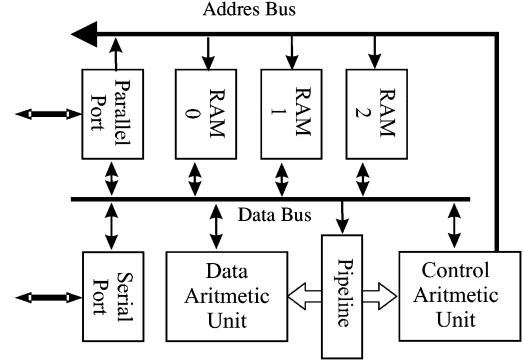 Addres Bus
Parallel
Port
RAM
0
RAM
1
RAM
2
Data Bus
Serial
Port
Data
Aritmetic
Unit
Pipeline
Control
Aritmetic
Unit